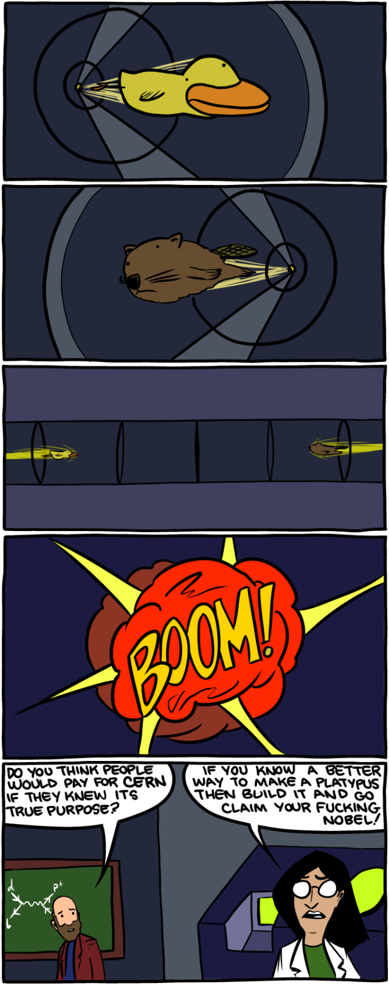 BOOM!
DO YOU THINK PEOPLE
WOULD PAY FOR CERN
IF THEY KNEW ITS
TRUE PURPOSE?
IF YOU KNOW A BETTER
WAY TO MAKE A PLATYPUS
THEN BUILD IT AND GO
CLAIM YOUR FUCKING
NOBEL!
d
p+
b